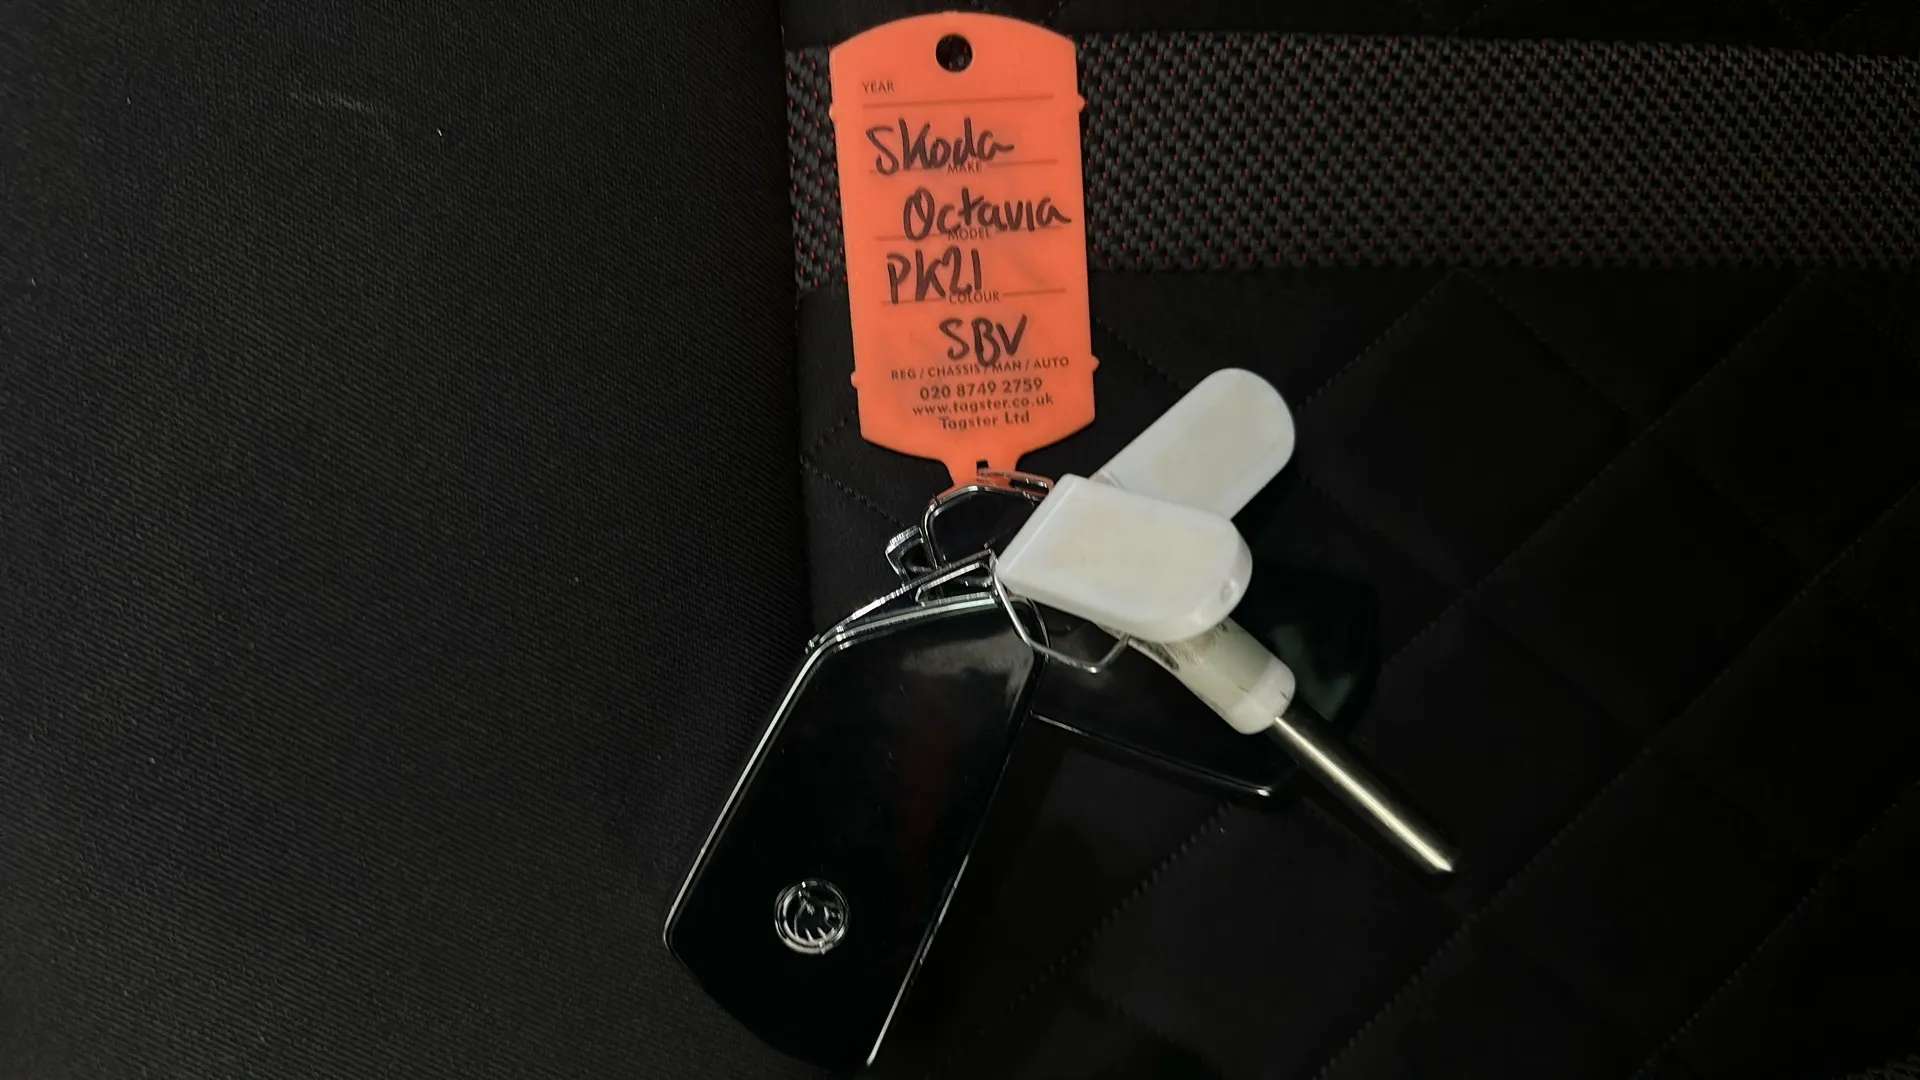 YEAR
Skoda
MAKE
Octavia
MODEL
PK21
COLOUR
SBV
REG / CHASSIS / MAN / AUTO
020 8749 2759
www.tagster.co.uk
Tagster Ltd